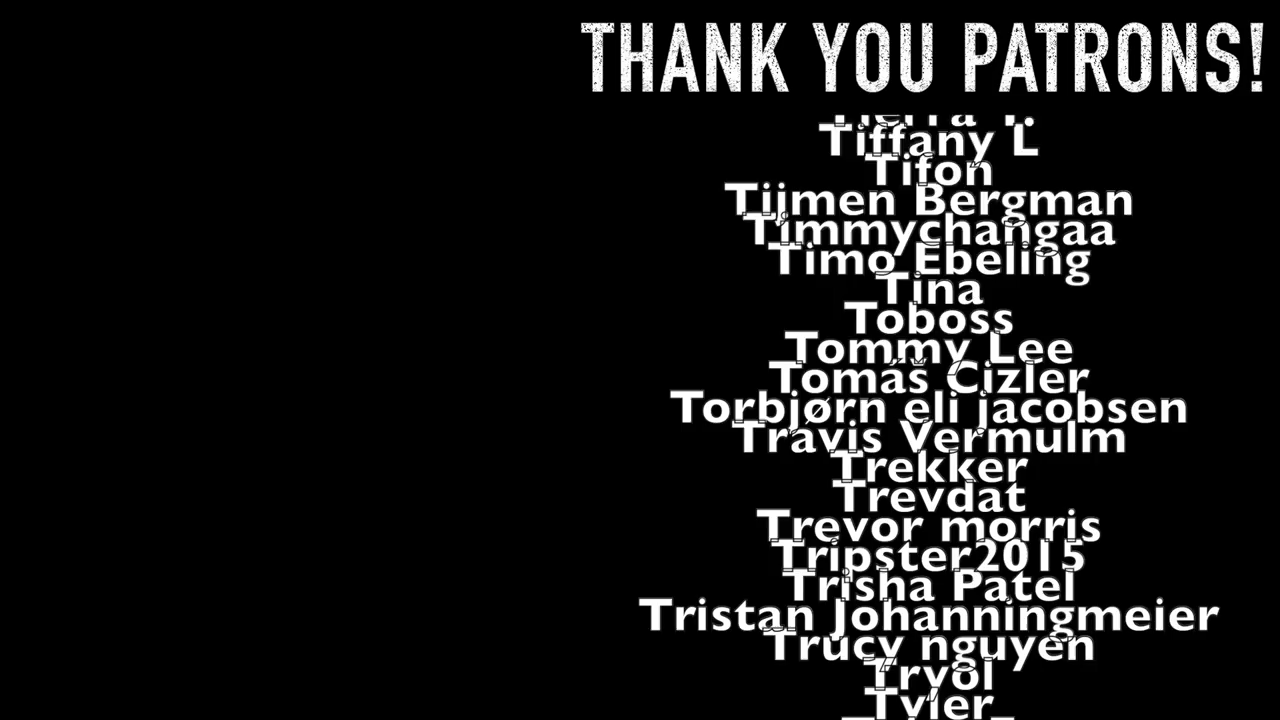 THANK YOU PATRONS!
Tiffany L
Tifon
Tijmen Bergman
Timmychangaa
Timo Ebeling
Tina
Toboss
Tommy Lee
Tomáš Cizler
Torbjørn eli jacobsen
Travis Vermulm
Trekker
Trevdat
Trevor morris
Tripster2015
Trisha Patel
Tristan Johanningmeier
Trucy nguyen
Tryol
Tyler